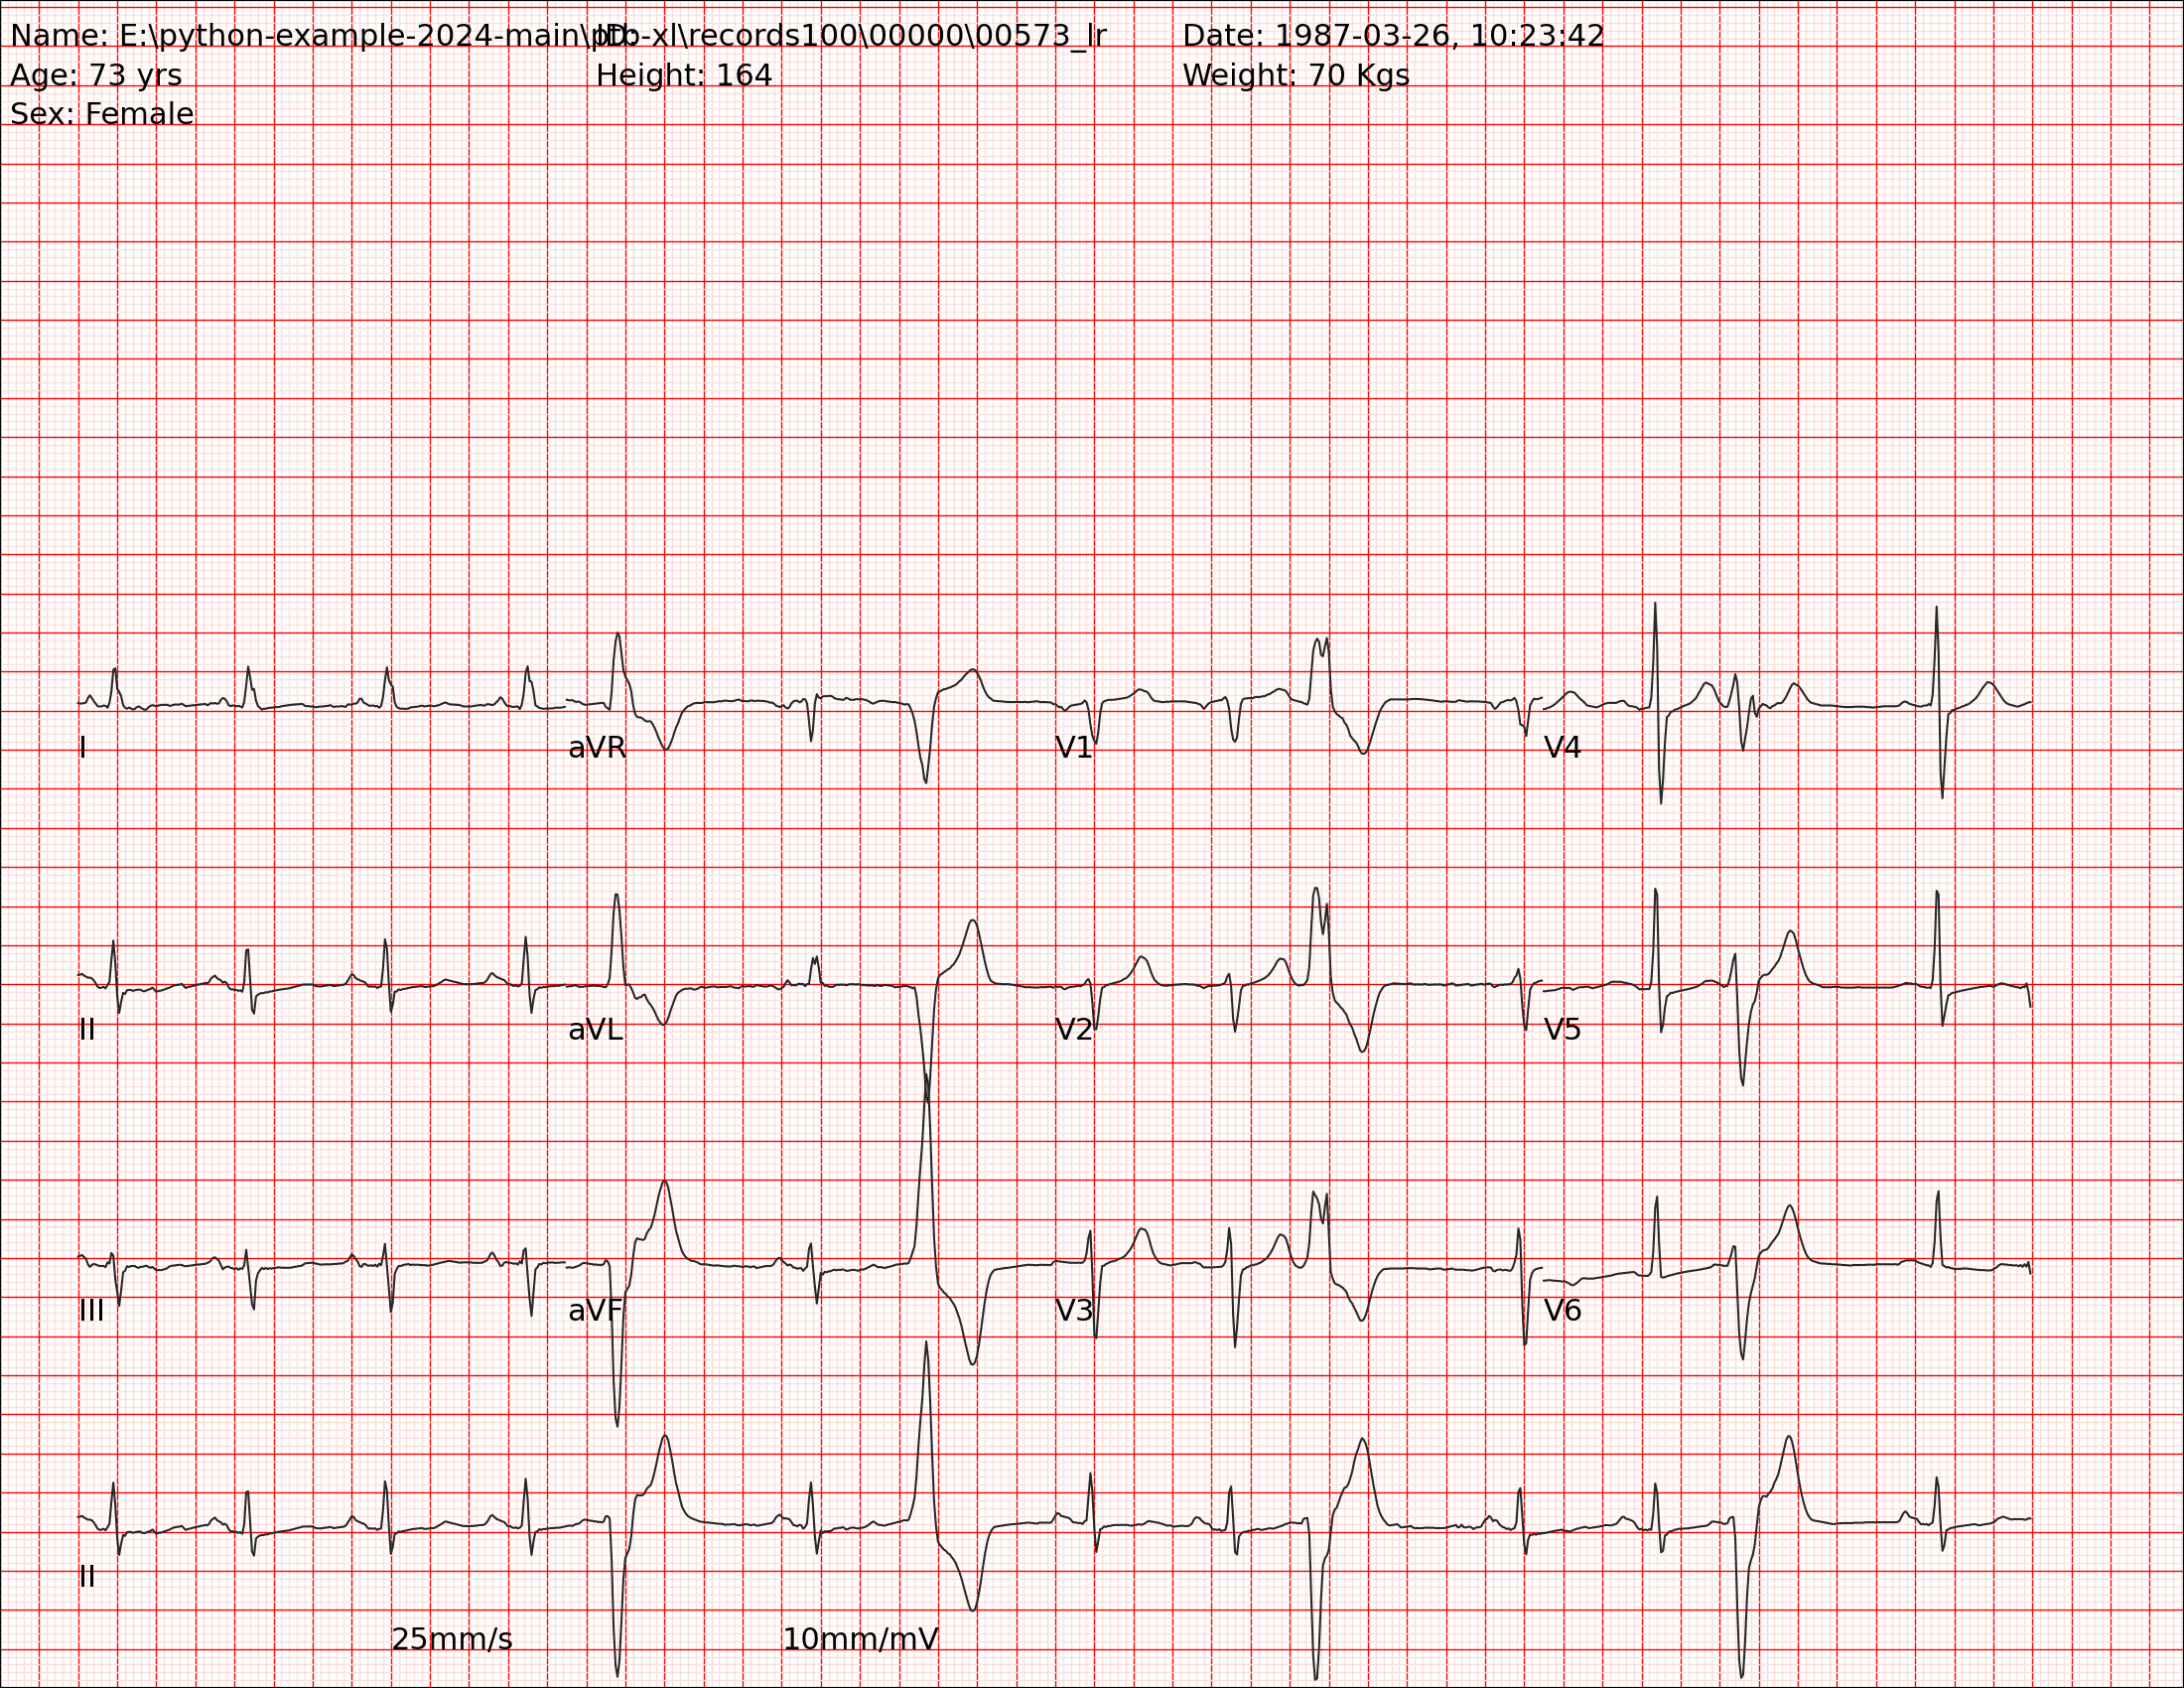 Name: E:\python-example-2024-main\ptb-xl\records100\00000\00573_lr ID: Date: 1987-03-26, 10:23:42
Age: 73 yrs Height: 164 Weight: 70 Kgs
Sex: Female
I aVR V1 V4
II aVL V2 V5
III aVF V3 V6
II
25mm/s 10mm/mV